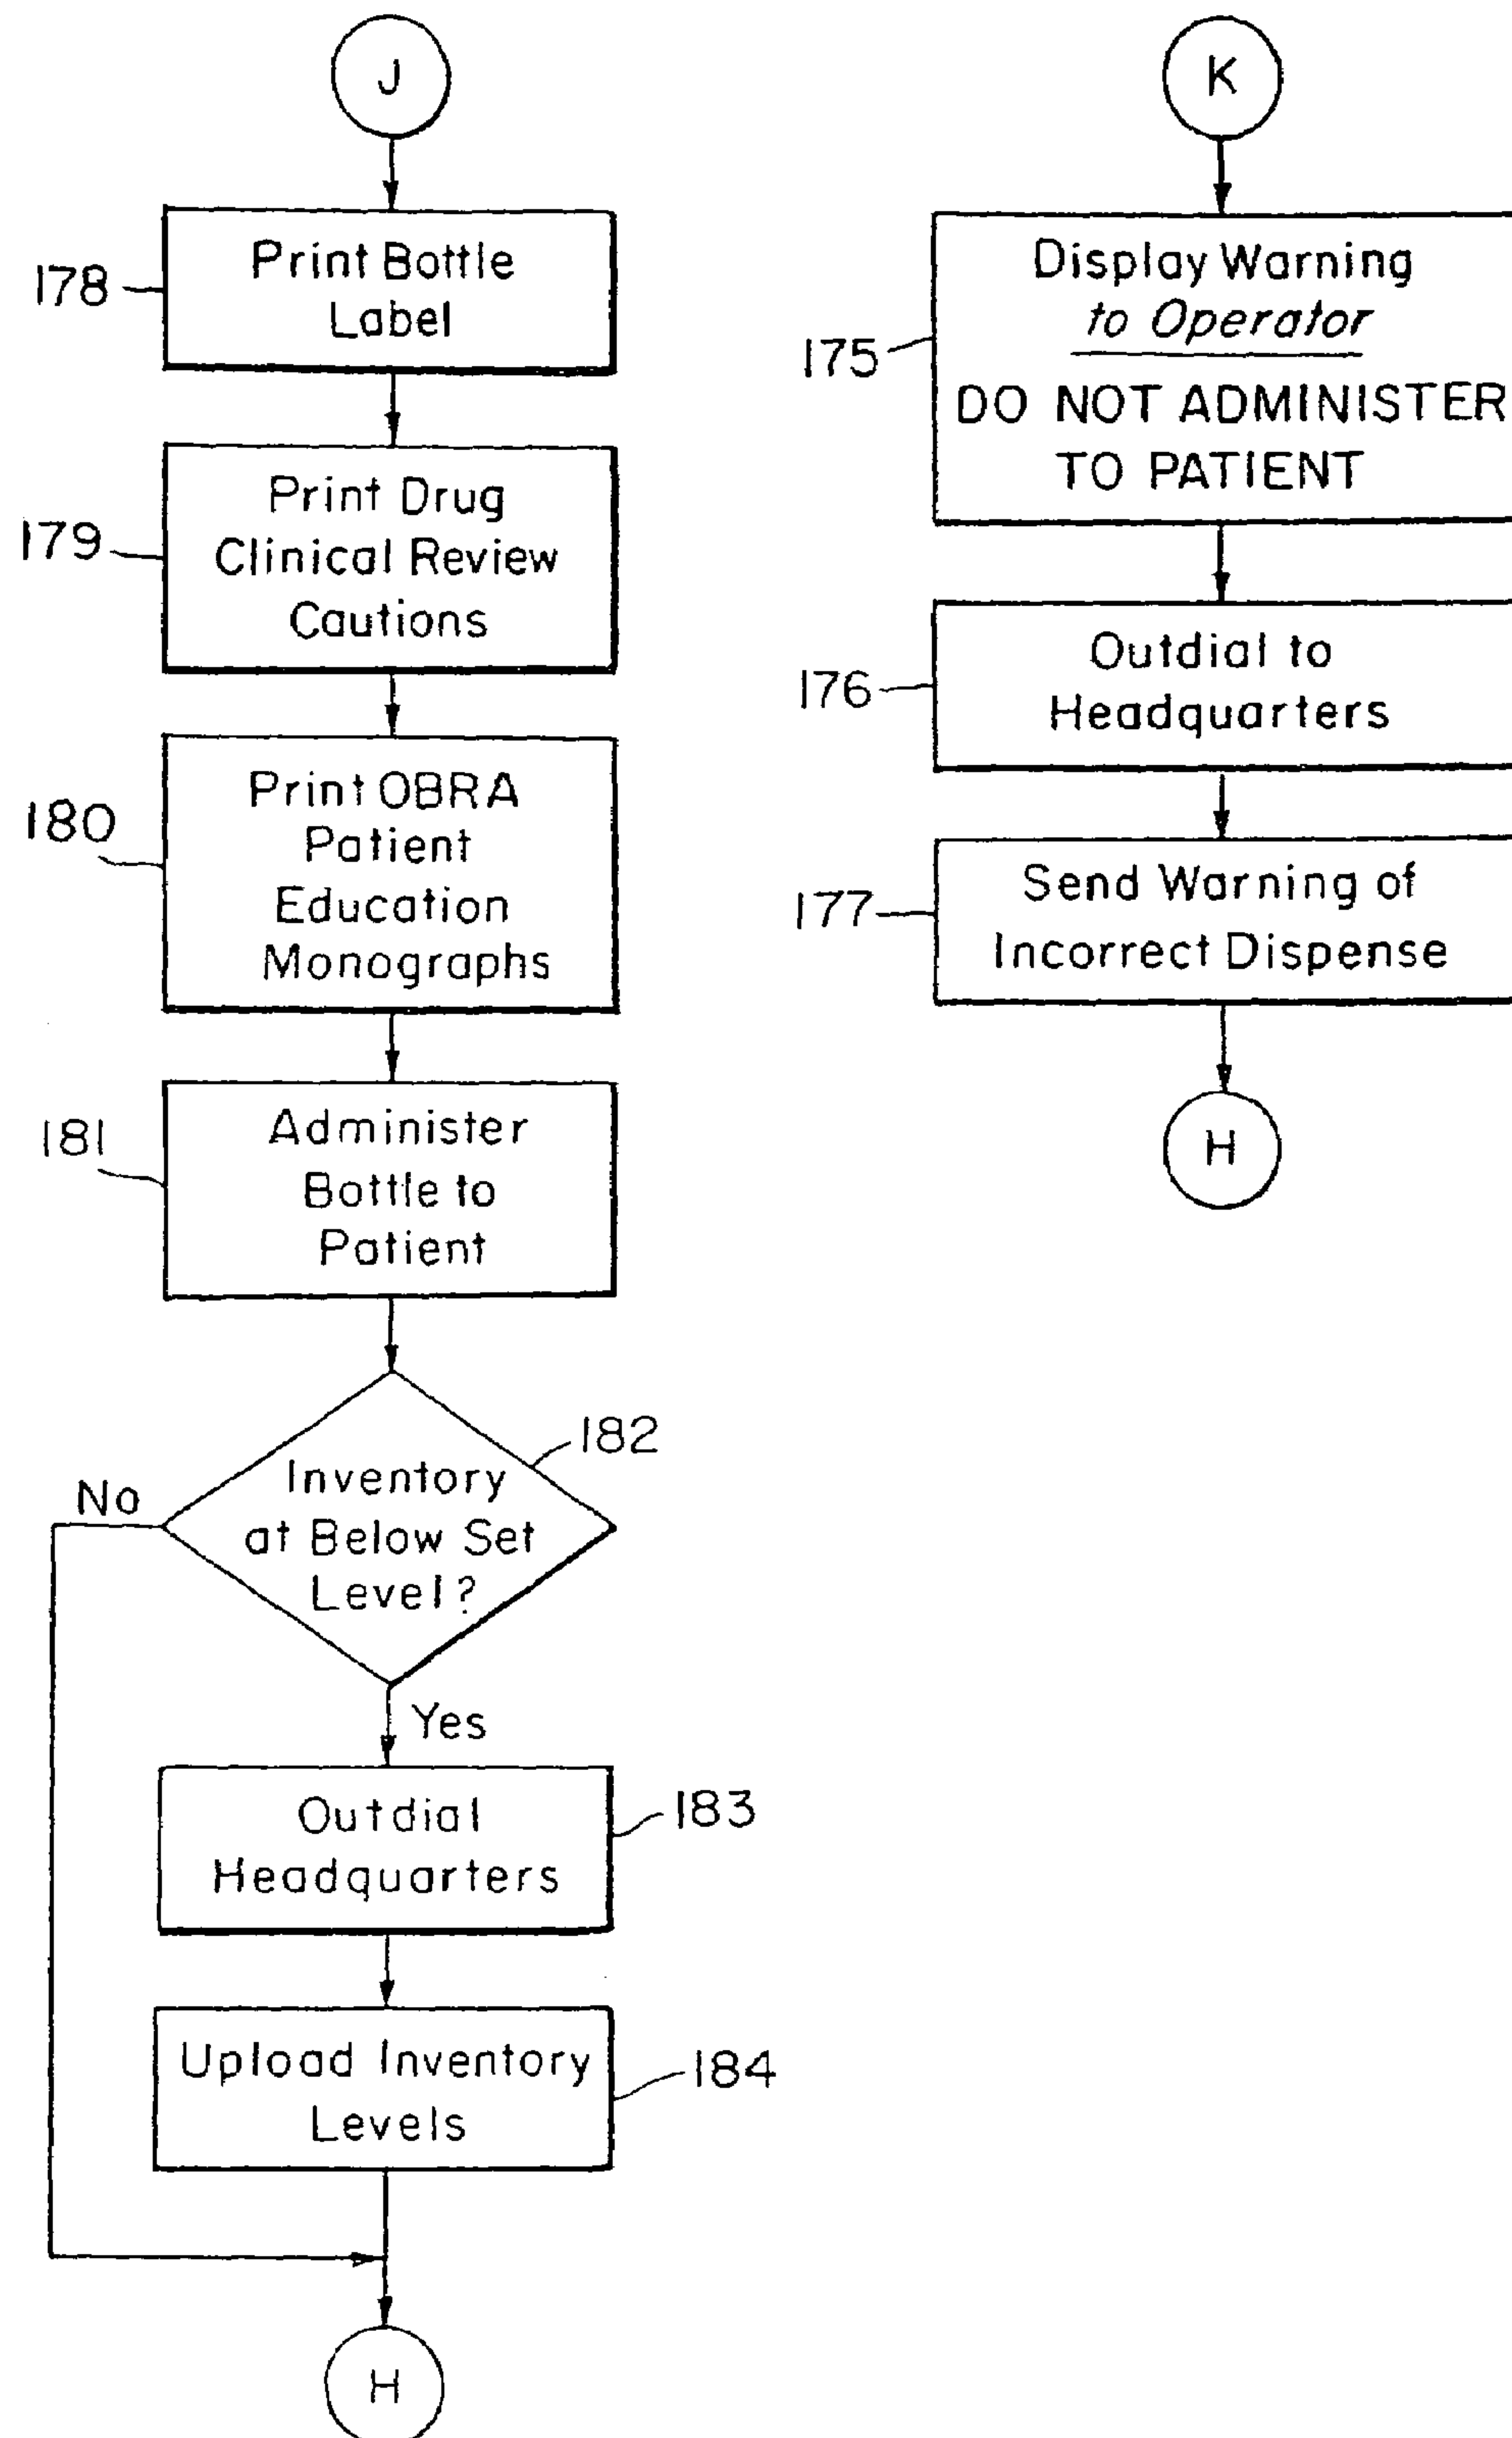 J
178
Print Bottle
Label
179
Print Drug
Clinical Review
Cautions
180
Print OBRA
Patient
Education
Monographs
181
Administer
Bottle to
Patient
182
Inventory
at Below Set
Level?
No
Yes
Outdial
Headquarters
183
Upload Inventory
Levels
184
H
K
175
Display Warning
to Operator
DO NOT ADMINISTER
TO PATIENT
176
Outdial to
Headquarters
177
Send Warning of
Incorrect Dispense
H